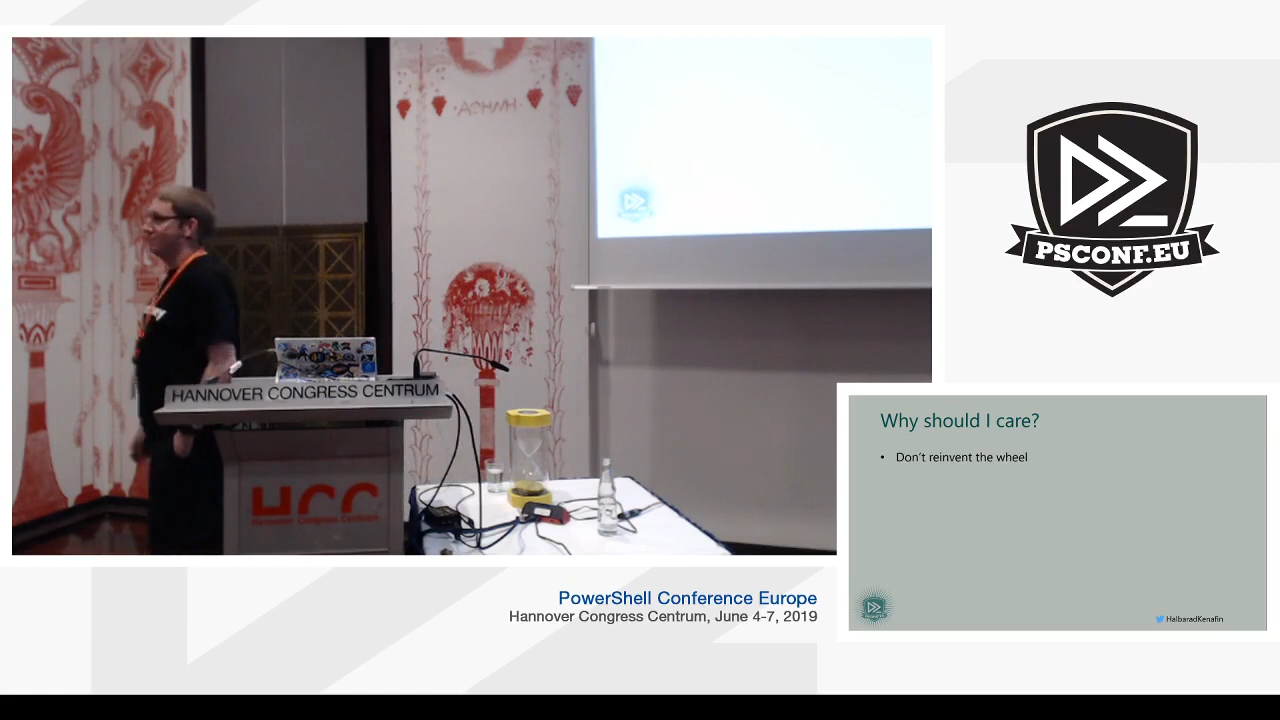 HANNOVER CONGRESS CENTRUM
HCC
Hannover Congress Centrum
PSCONF.EU
Why should I care?
• Don't reinvent the wheel
HalbaradKenafin
PowerShell Conference Europe
Hannover Congress Centrum, June 4-7, 2019